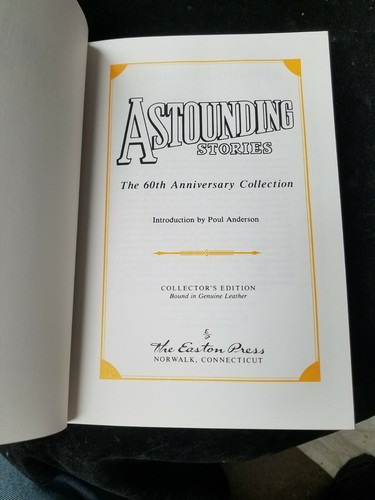 ASTOUNDING
STORIES
The 60th Anniversary Collection
Introduction by Poul Anderson
COLLECTOR'S EDITION
Bound in Genuine Leather
The Easton Press
NORWALK, CONNECTICUT